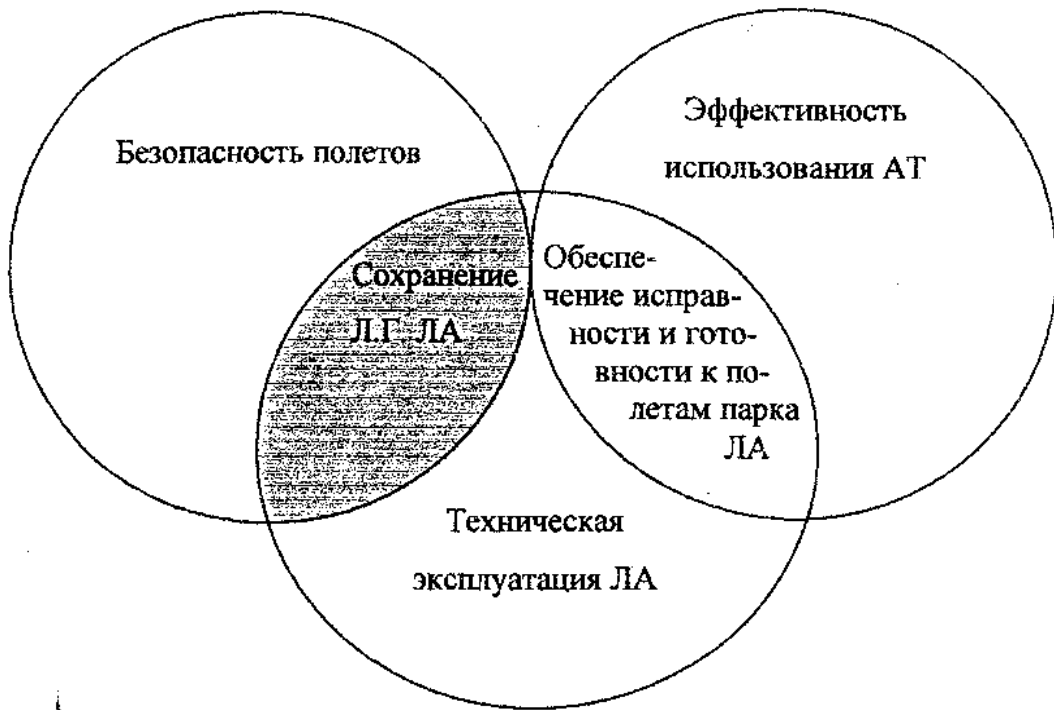 Безопасность полетов
Эффективность
использования АТ
Сохранение
Л.Г. ЛА
Обеспе-
чение исправ-
ности и гото-
вности к по-
летам парка
ЛА
Техническая
эксплуатация ЛА